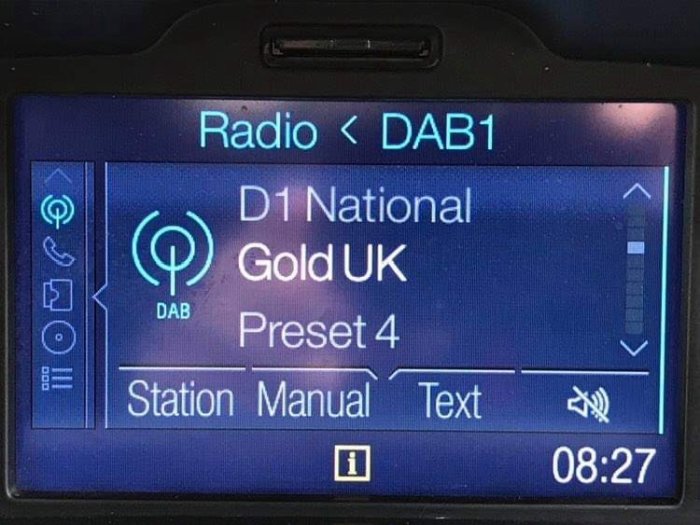 Radio < DAB1
D1 National
Gold UK
DAB
Preset 4
Station Manual Text
i 08:27